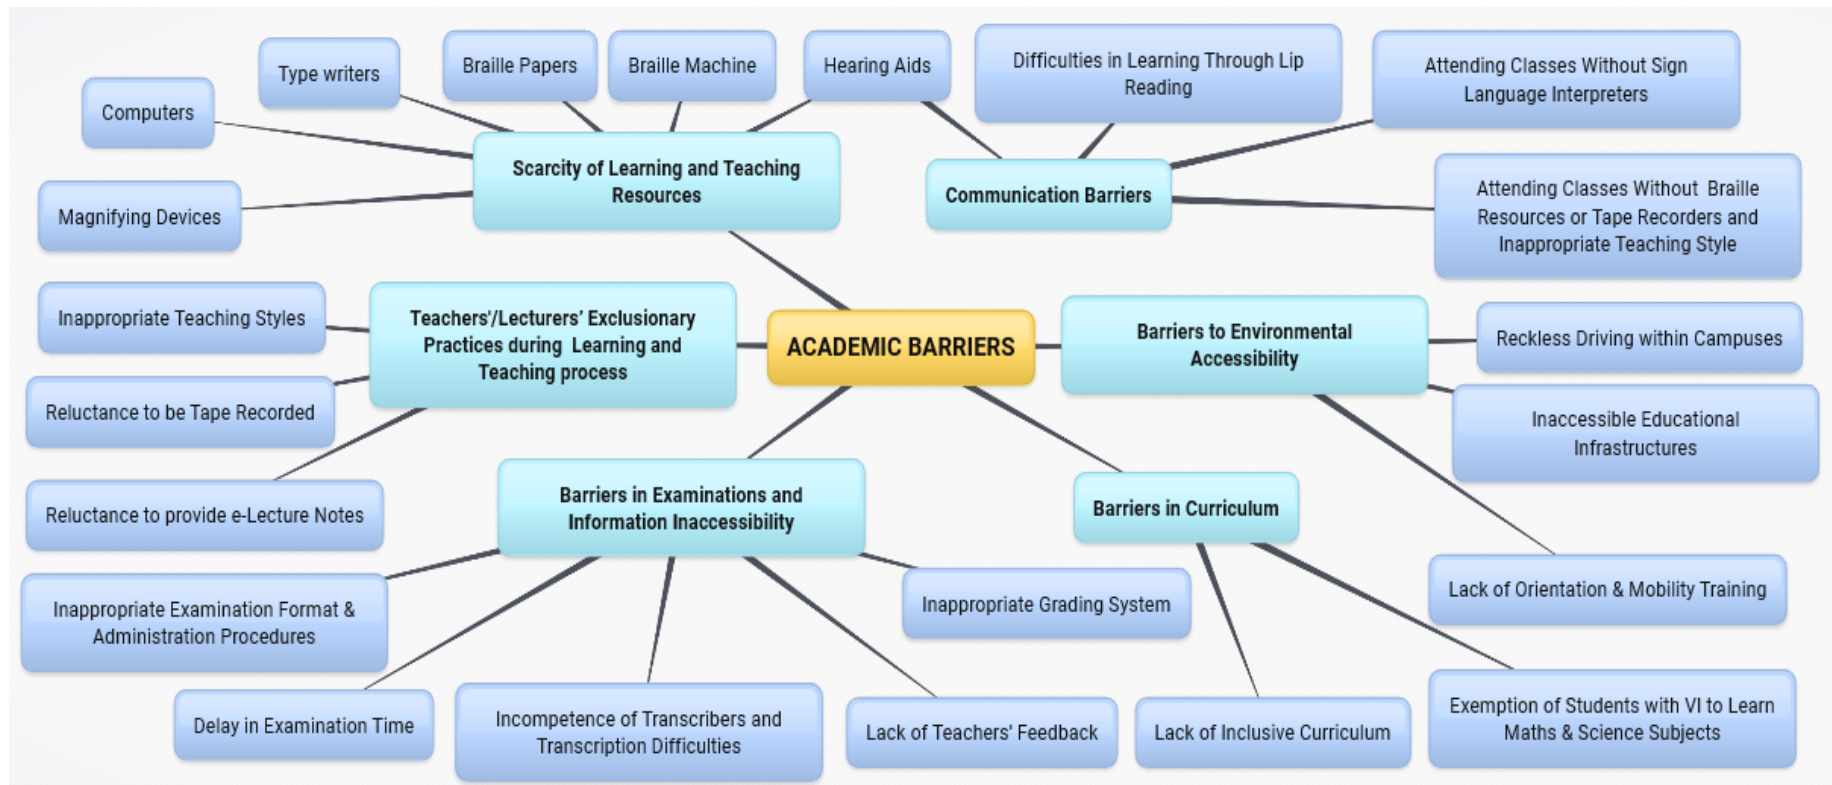 Type writers
Braille Papers
Braille Machine
Hearing Aids
Difficulties in Learning Through Lip
Reading
Attending Classes Without Sign
Language Interpreters
Computers
Scarcity of Learning and Teaching
Resources
Communication Barriers
Attending Classes Without  Braille
Resources or Tape Recorders and
Inappropriate Teaching Style
Magnifying Devices
Inappropriate Teaching Styles
Teachers'/Lecturers’ Exclusionary
Practices during  Learning and
Teaching process
ACADEMIC BARRIERS
Barriers to Environmental
Accessibility
Reckless Driving within Campuses
Reluctance to be Tape Recorded
Inaccessible Educational
Infrastructures
Reluctance to provide e-Lecture Notes
Barriers in Examinations and
Information Inaccessibility
Barriers in Curriculum
Inappropriate Examination Format &
Administration Procedures
Inappropriate Grading System
Lack of Orientation & Mobility Training
Delay in Examination Time
Incompetence of Transcribers and
Transcription Difficulties
Lack of Teachers' Feedback
Lack of Inclusive Curriculum
Exemption of Students with VI to Learn
Maths & Science Subjects